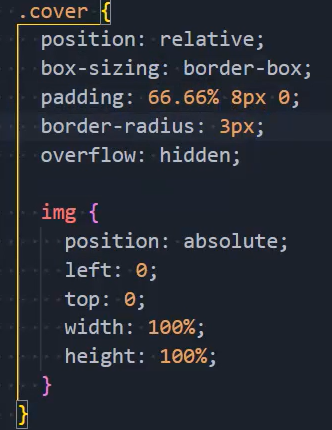 .cover {
position: relative;
box-sizing: border-box;
padding: 66.66% 8px 0;
border-radius: 3px;
overflow: hidden;
img {
position: absolute;
left: 0;
top: 0;
width: 100%;
height: 100%;
}
}